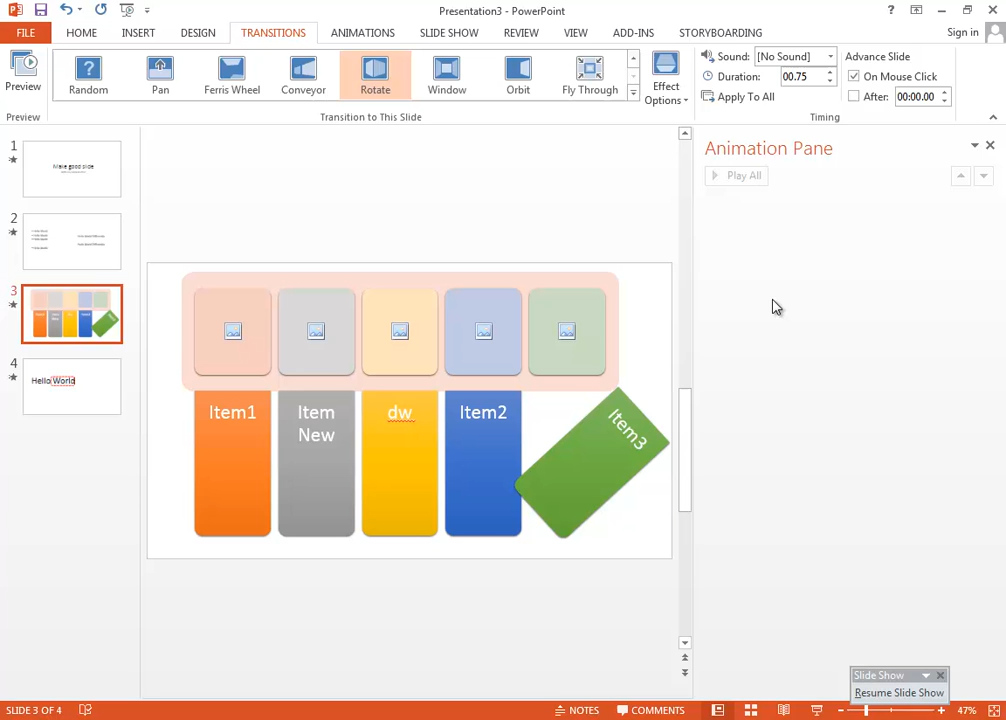 Presentation3 - PowerPoint
?
FILE HOME INSERT DESIGN TRANSITIONS ANIMATIONS SLIDE SHOW REVIEW VIEW ADD-INS STORYBOARDING Sign in
Sound: [No Sound] Advance Slide
Duration: 00.75 On Mouse Click
Apply To All After: 00:00.00
Preview Random Pan Ferris Wheel Conveyor Rotate Window Orbit Fly Through Effect Options
Preview Transition to This Slide Timing
1
Make good slide
2
3
4
Hello World
Item1
Item New
dw
Item2
Item3
Animation Pane
Play All
Slide Show
Resume Slide Show
SLIDE 3 OF 4 NOTES COMMENTS 47%